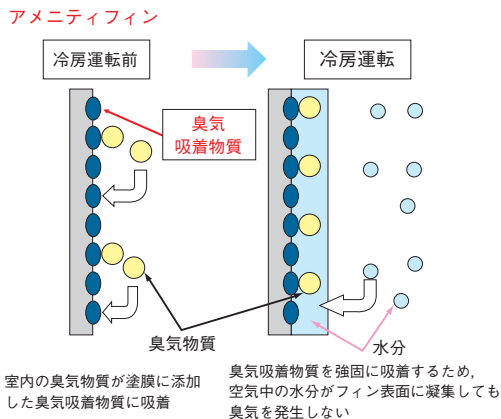 アメニティフィン
冷房運転前
冷房運転
臭気
吸着物質
臭気物質
水分
室内の臭気物質が塗膜に添加
した臭気吸着物質に吸着
臭気吸着物質を強固に吸着するため,
空気中の水分がフィン表面に凝集しても
臭気を発生しない